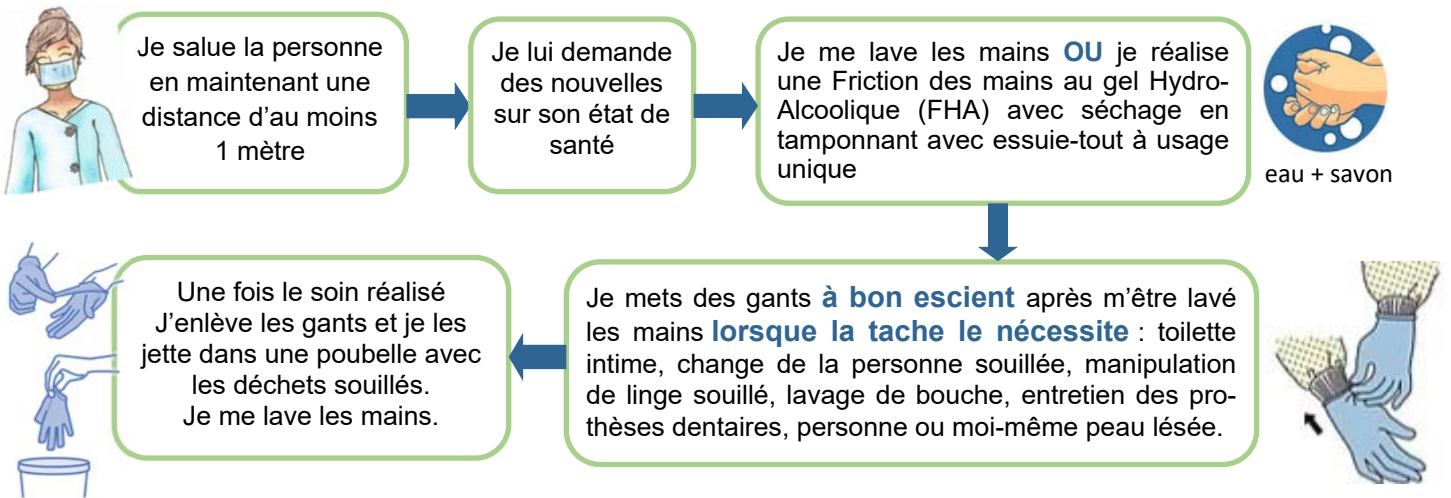 Je salue la personne
en maintenant une
distance d'au moins
1 mètre
Je lui demande
des nouvelles
sur son état de
santé
Je me lave les mains OU je réalise
une Friction des mains au gel Hydro-
Alcoolique (FHA) avec séchage en
tamponnant avec essuie-tout à usage
unique
eau + savon
Je mets des gants à bon escient après m'être lavé
les mains lorsque la tache le nécessite : toilette
intime, change de la personne souillée, manipulation
de linge souillé, lavage de bouche, entretien des pro-
thèses dentaires, personne ou moi-même peau lésée.
Une fois le soin réalisé
J'enlève les gants et je les
jette dans une poubelle avec
les déchets souillés.
Je me lave les mains.